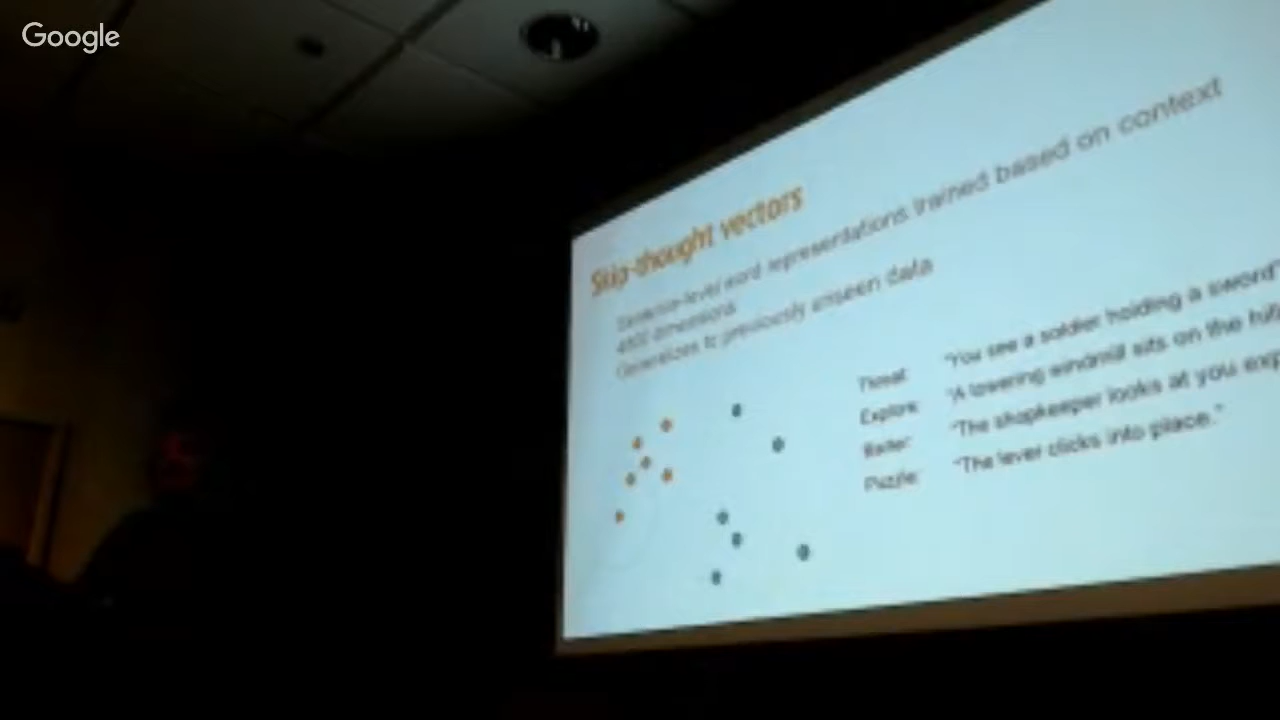 Google
Skip-thought vectors
Sentence-level word representations trained based on context
4800 dimensions
Generalizes to previously unseen data
Threat: "You see a soldier holding a sword"
Explore: "A towering windmill sits on the hill
Barter: "The shopkeeper looks at you exp
Puzzle: "The lever clicks into place."